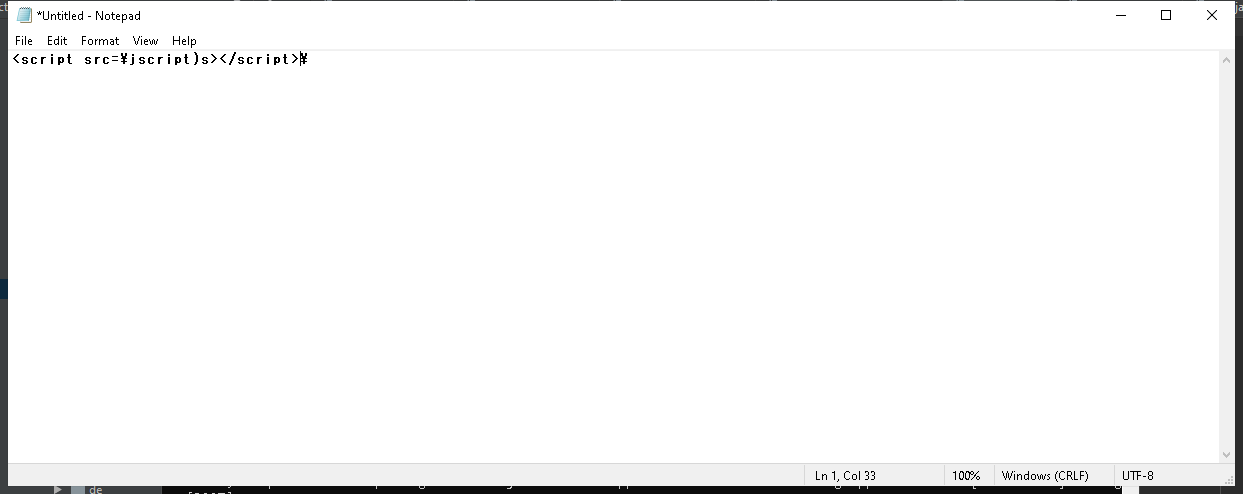 *Untitled - Notepad
File Edit Format View Help
<script src=¥jscript)s></script>¥
Ln 1, Col 33 100% Windows (CRLF) UTF-8
de